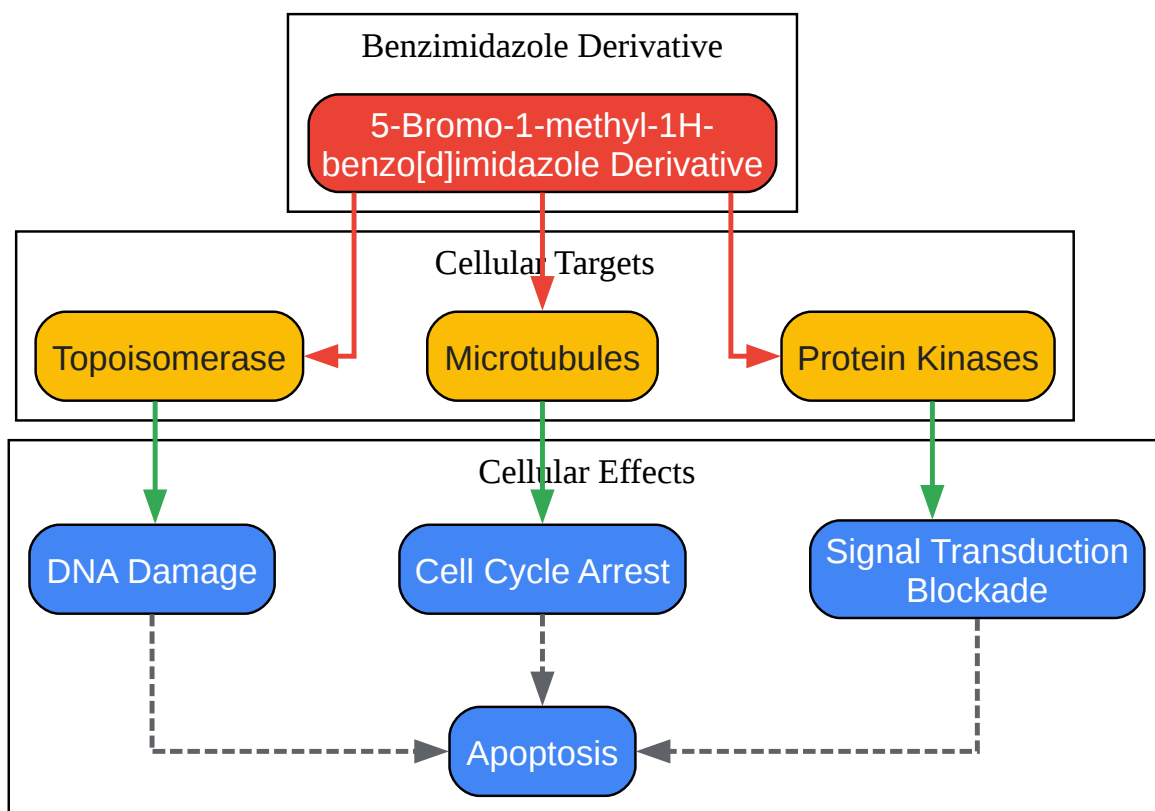 Benzimidazole Derivative
5-Bromo-1-methyl-1H-
benzo[d]imidazole Derivative
Cellular Targets
Topoisomerase
Microtubules
Protein Kinases
Cellular Effects
DNA Damage
Cell Cycle Arrest
Signal Transduction
Blockade
Apoptosis